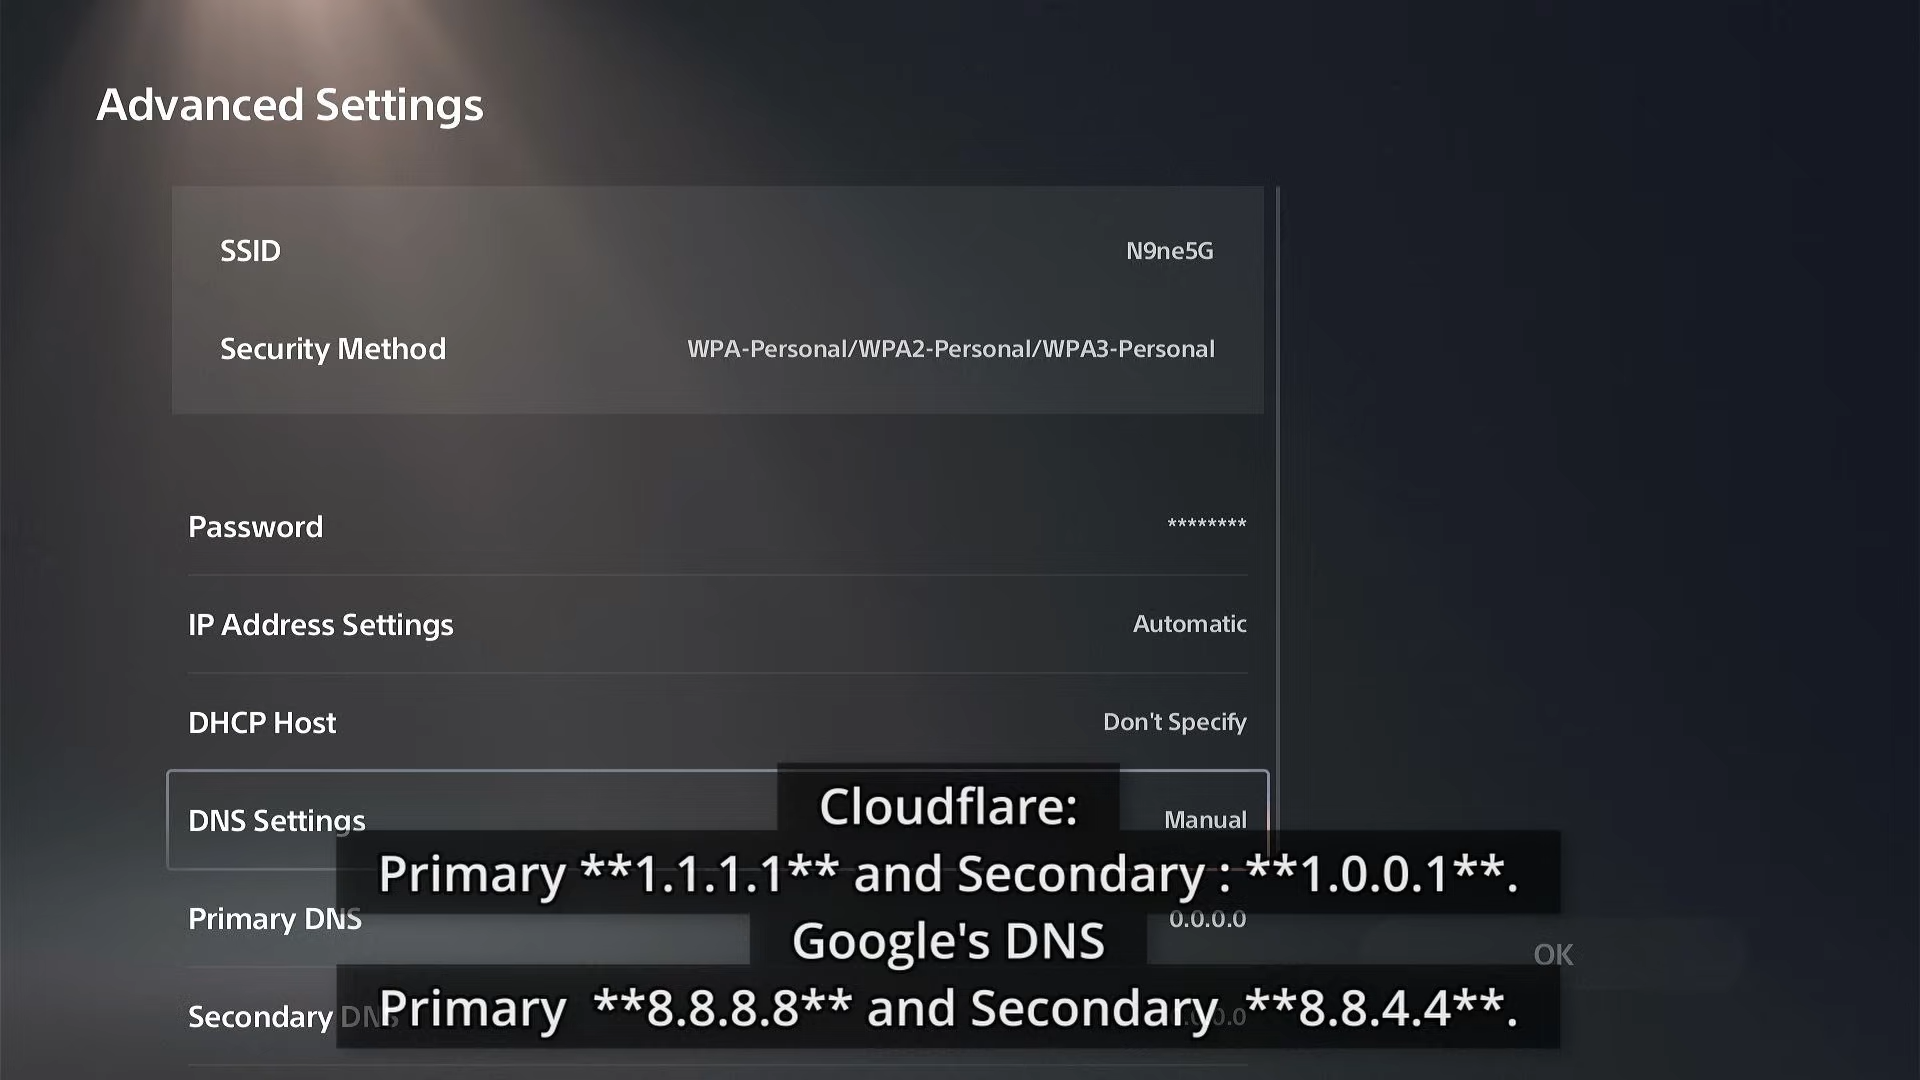 Advanced Settings
SSID N9ne5G
Security Method WPA-Personal/WPA2-Personal/WPA3-Personal
Password ********
IP Address Settings Automatic
DHCP Host Don't Specify
DNS Settings Manual
Cloudflare:
Primary **1.1.1.1** and Secondary : **1.0.0.1**.
Primary DNS 0.0.0.0
Google's DNS
OK
Primary **8.8.8.8** and Secondary **8.8.4.4**.
Secondary DNS